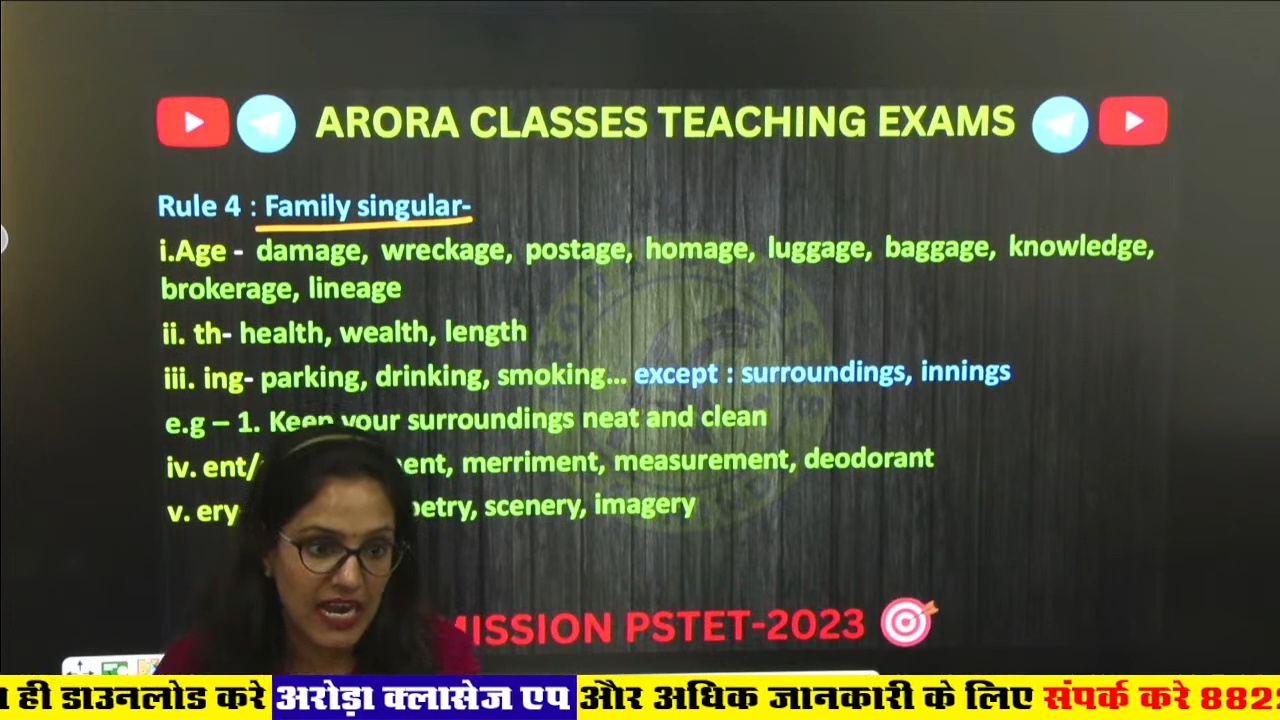 ARORA CLASSES TEACHING EXAMS
Rule 4 : Family singular-
i.Age - damage, wreckage, postage, homage, luggage, baggage, knowledge,
brokerage, lineage
ii. th- health, wealth, length
iii. ing- parking, drinking, smoking... except : surroundings, innings
e.g – 1. Keep your surroundings neat and clean
iv. ent/ merriment, measurement, deodorant
v. ery- scenery, imagery
MISSION PSTET-2023
ही डाउनलोड करे अरोड़ा क्लासेज एप और अधिक जानकारी के लिए संपर्क करे 882